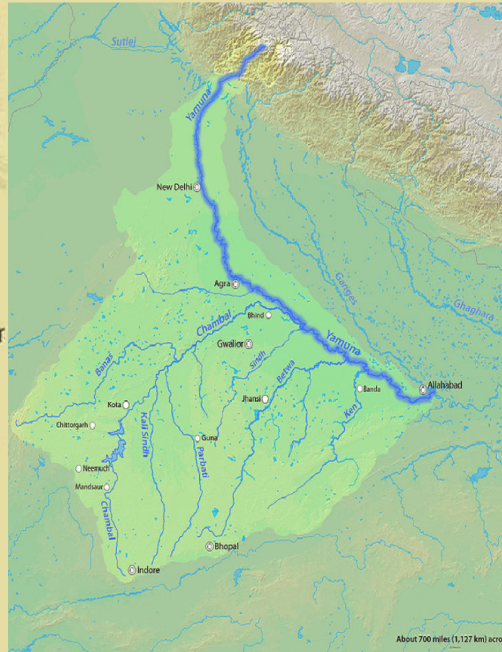 Sutlej
Yamuna
New Delhi
Ganges
Ghaghara
Agra
Chambal
Bhind
Gwalior
Yamuna
Sindh
Betwa
Banas
Allahabad
Banda
Jhansi
Ken
Kota
Chittorgarh
Kali Sindh
Guna
Parbati
Neemuch
Mandsaur
Chambal
Bhopal
Indore
About 700 miles (1,127 km) acro